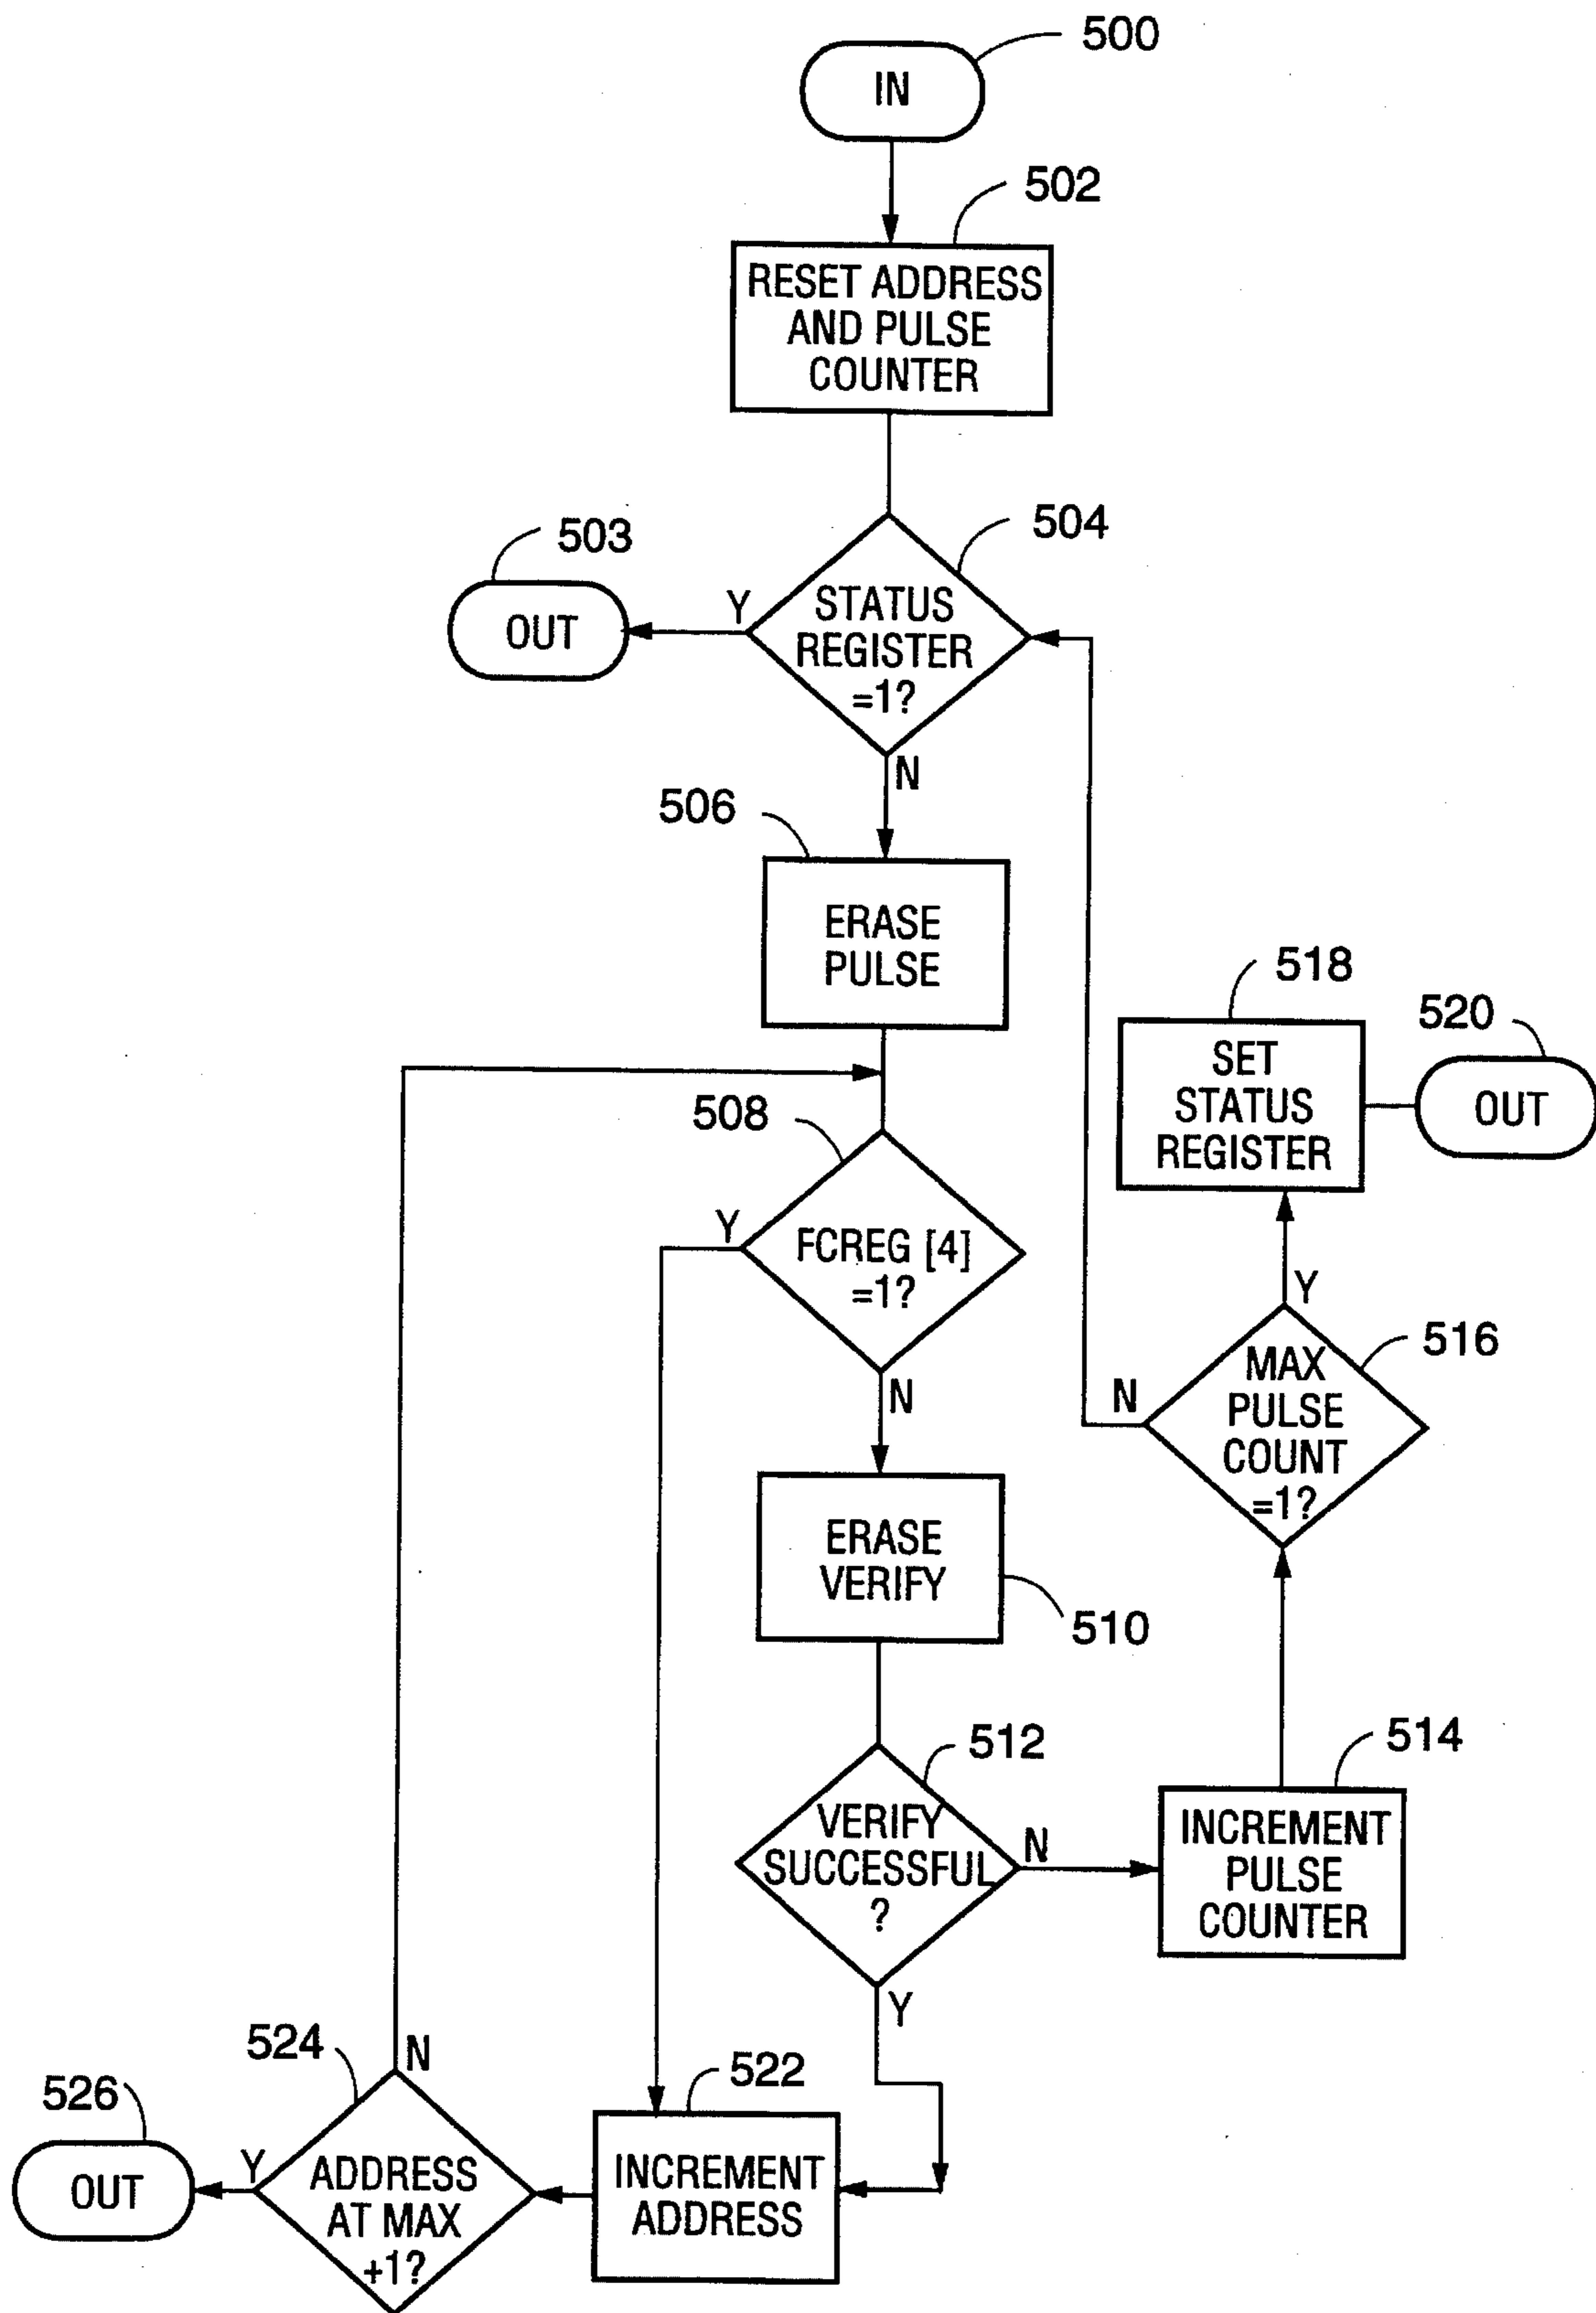 500
IN
502
RESET ADDRESS
AND PULSE
COUNTER
503
OUT
504
Y
STATUS
REGISTER
=1?
N
506
ERASE
PULSE
518
SET
STATUS
REGISTER
520
OUT
508
Y
FCREG [4]
=1?
N
Y
516
MAX
PULSE
COUNT
=1?
N
ERASE
VERIFY
510
512
VERIFY
SUCCESSFUL
?
N
Y
514
INCREMENT
PULSE
COUNTER
524
N
526
OUT
Y
ADDRESS
AT MAX
+1?
522
INCREMENT
ADDRESS